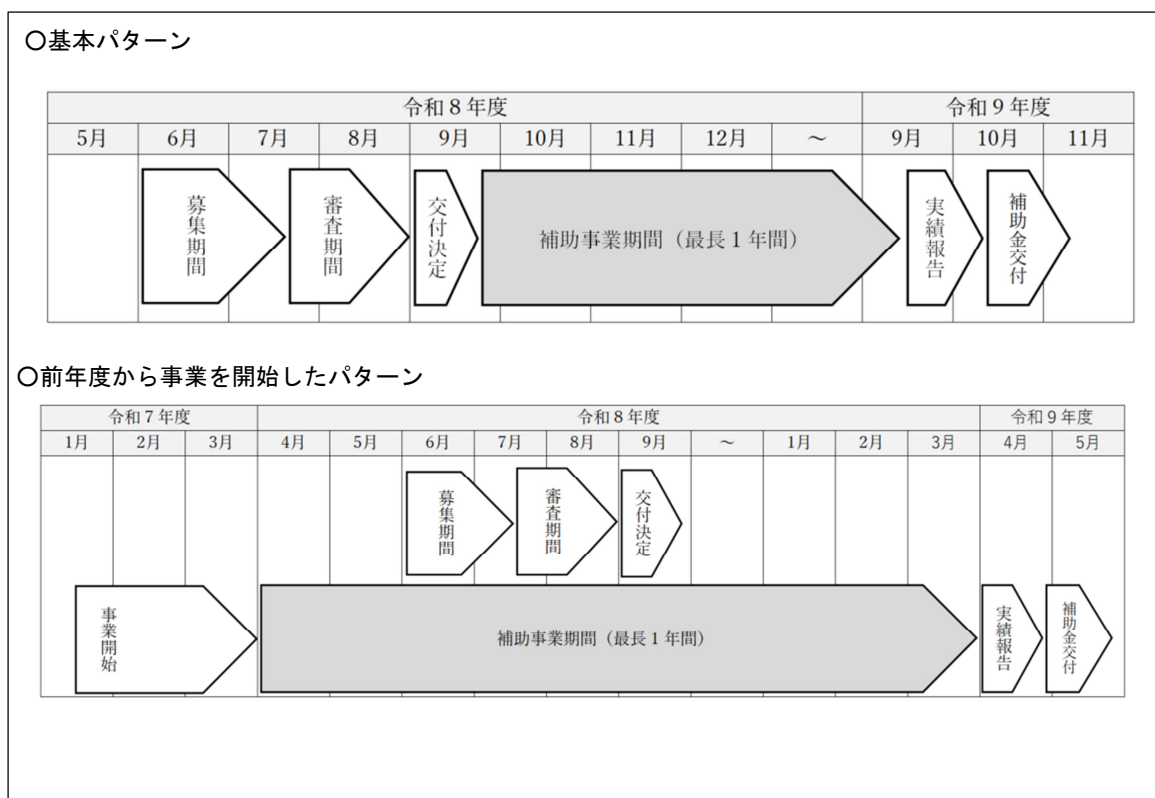 〇基本パターン
令和8年度 令和9年度
5月 6月 7月 8月 9月 10月 11月 12月 ～ 9月 10月 11月
募集期間
審査期間
交付決定
補助事業期間（最長1年間）
実績報告
補助金交付
〇前年度から事業を開始したパターン
令和7年度 令和8年度 令和9年度
1月 2月 3月 4月 5月 6月 7月 8月 9月 ～ 1月 2月 3月 4月 5月
募集期間
審査期間
交付決定
事業開始
補助事業期間（最長1年間）
実績報告
補助金交付